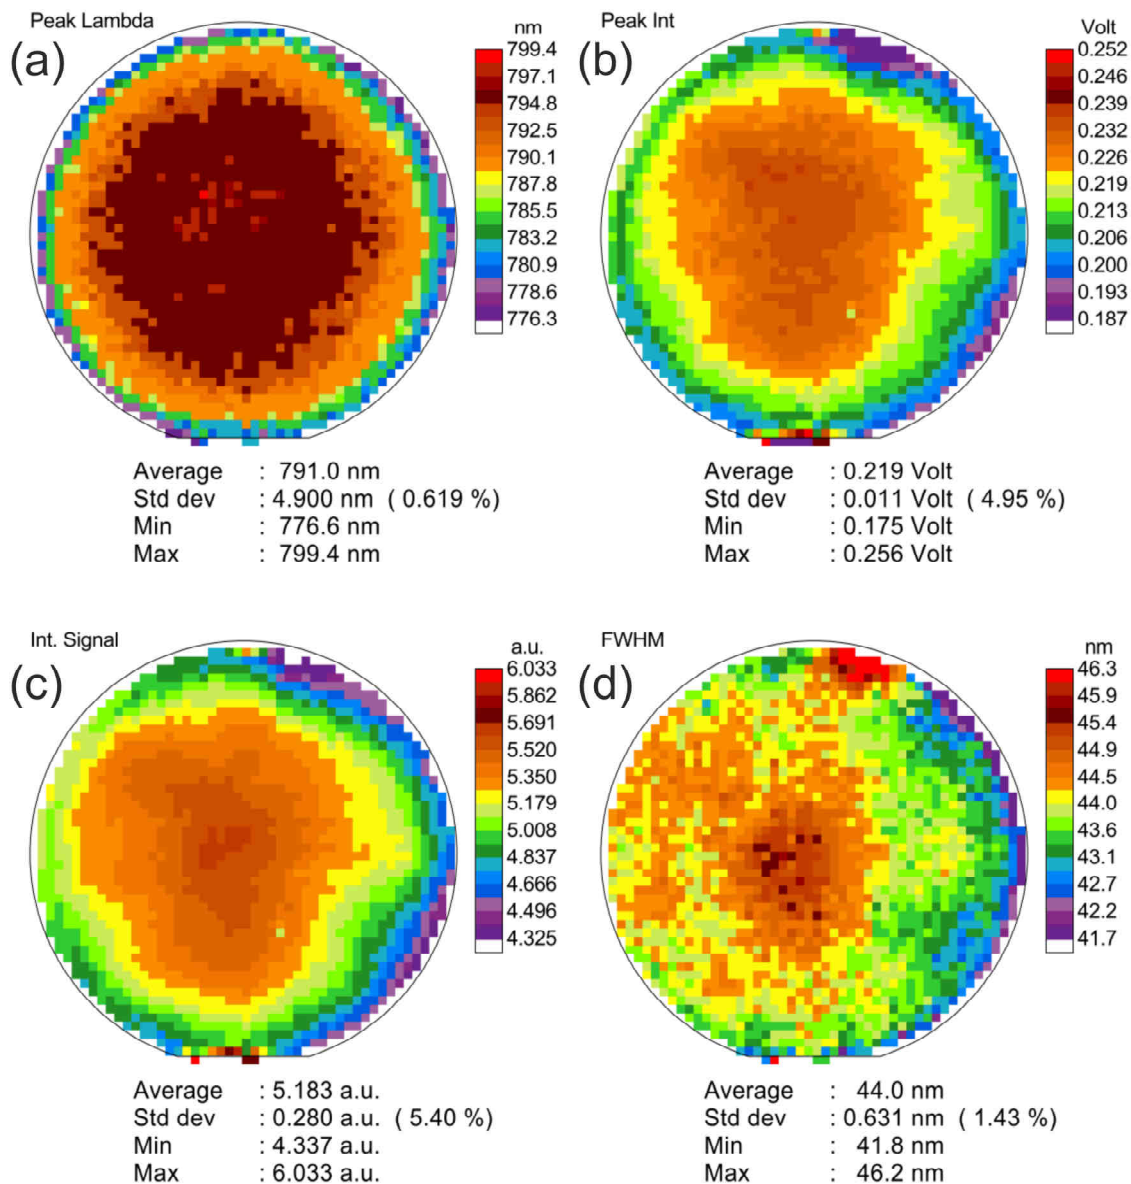 Peak Lambda
(a)
nm
799.4
797.1
794.8
792.5
790.1
787.8
785.5
783.2
780.9
778.6
776.3
Average : 791.0 nm
Std dev : 4.900 nm ( 0.619 %)
Min : 776.6 nm
Max : 799.4 nm
Peak Int
(b)
Volt
0.252
0.246
0.239
0.232
0.226
0.219
0.213
0.206
0.200
0.193
0.187
Average : 0.219 Volt
Std dev : 0.011 Volt ( 4.95 %)
Min : 0.175 Volt
Max : 0.256 Volt
Int. Signal
(c)
a.u.
6.033
5.862
5.691
5.520
5.350
5.179
5.008
4.837
4.666
4.496
4.325
Average : 5.183 a.u.
Std dev : 0.280 a.u. ( 5.40 %)
Min : 4.337 a.u.
Max : 6.033 a.u.
FWHM
(d)
nm
46.3
45.9
45.4
44.9
44.5
44.0
43.6
43.1
42.7
42.2
41.7
Average : 44.0 nm
Std dev : 0.631 nm ( 1.43 %)
Min : 41.8 nm
Max : 46.2 nm